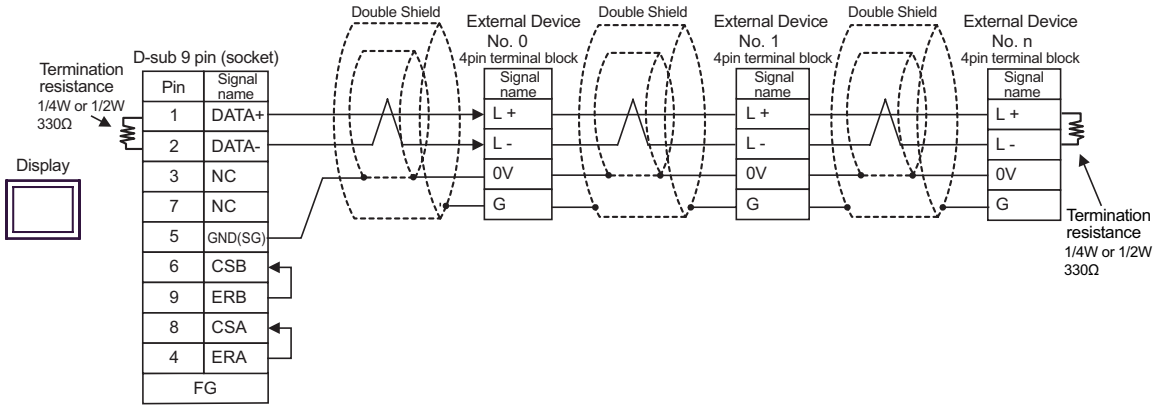 Double Shield
Double Shield
Double Shield
External Device
No. 0
4pin terminal block
External Device
No. 1
4pin terminal block
External Device
No. n
4pin terminal block
D-sub 9 pin (socket)
Termination
resistance
1/4W or 1/2W
330Ω
Display
Pin Signal name
1 DATA+
2 DATA-
3 NC
7 NC
5 GND(SG)
6 CSB
9 ERB
8 CSA
4 ERA
FG
Signal
name
L +
L -
0V
G
Signal
name
L +
L -
0V
G
Signal
name
L +
L -
0V
G
Termination
resistance
1/4W or 1/2W
330Ω